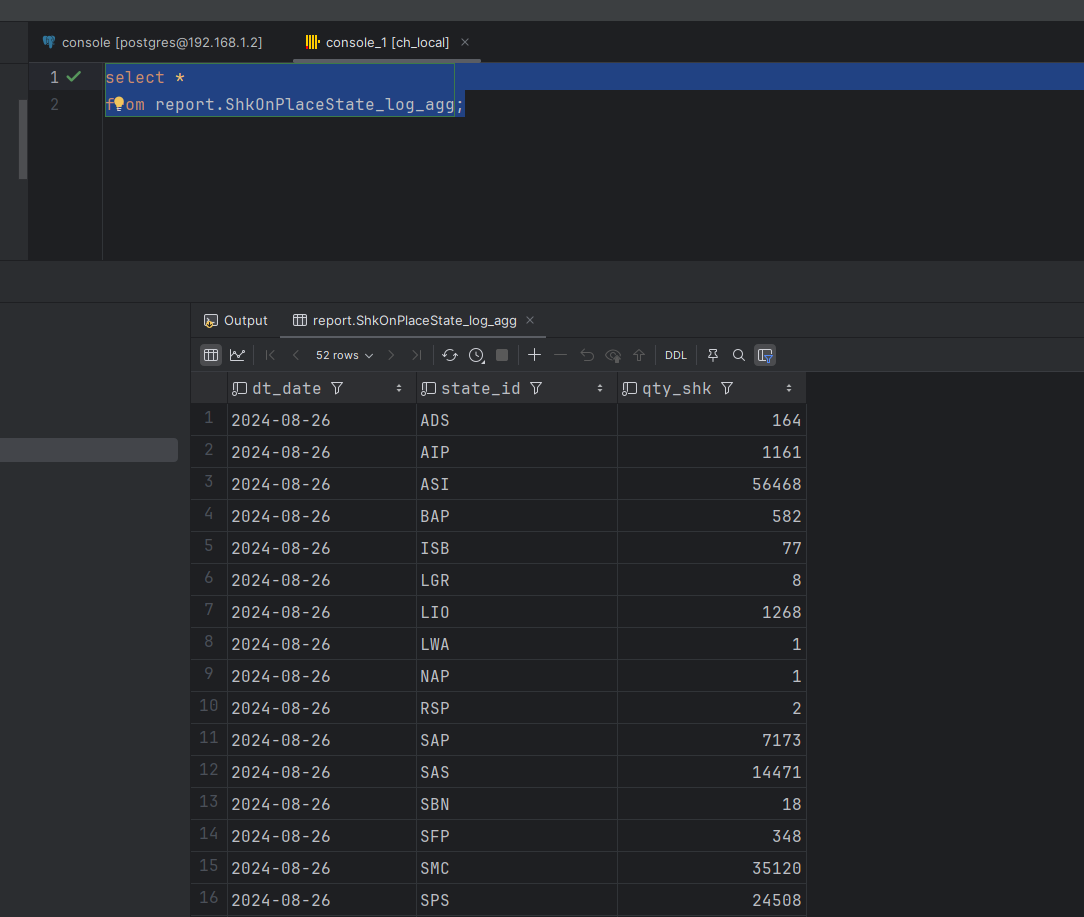 console [postgres@192.168.1.2] console_1 [ch_local]
1 select *
2 from report.ShkOnPlaceState_log_agg;
Output report.ShkOnPlaceState_log_agg
52 rows DDL
dt_date state_id qty_shk
1 2024-08-26 ADS 164
2 2024-08-26 AIP 1161
3 2024-08-26 ASI 56468
4 2024-08-26 BAP 582
5 2024-08-26 ISB 77
6 2024-08-26 LGR 8
7 2024-08-26 LIO 1268
8 2024-08-26 LWA 1
9 2024-08-26 NAP 1
10 2024-08-26 RSP 2
11 2024-08-26 SAP 7173
12 2024-08-26 SAS 14471
13 2024-08-26 SBN 18
14 2024-08-26 SFP 348
15 2024-08-26 SMC 35120
16 2024-08-26 SPS 24508